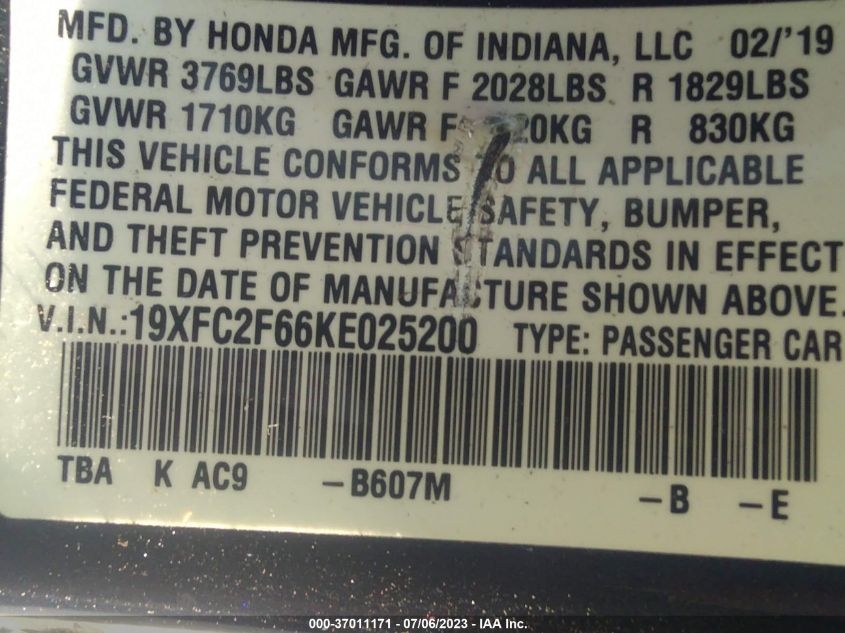 MFD. BY HONDA MFG. OF INDIANA, LLC 02/'19
GVWR 3769LBS GAWR F 2028LBS R 1829LBS
GVWR 1710KG GAWR F R 830KG
THIS VEHICLE CONFORMS TO ALL APPLICABLE
FEDERAL MOTOR VEHICLE SAFETY, BUMPER,
AND THEFT PREVENTION STANDARDS IN EFFECT
ON THE DATE OF MANUFACTURE SHOWN ABOVE.
V.I.N.:19XFC2F66KE025200 TYPE: PASSENGER CAR
TBA K AC9 -B607M -B -E
000-37011171 - 07/06/2023 - IAA Inc.